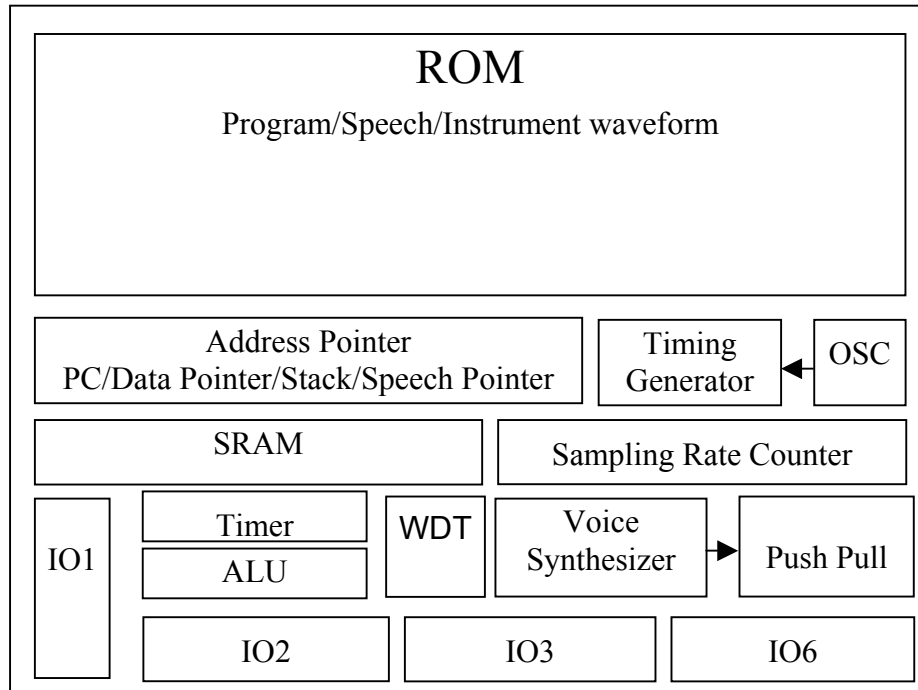 ROM
Program/Speech/Instrument waveform
Address Pointer
PC/Data Pointer/Stack/Speech Pointer
Timing
Generator
OSC
SRAM
Sampling Rate Counter
IO1
Timer
ALU
WDT
Voice
Synthesizer
Push Pull
IO2
IO3
IO6